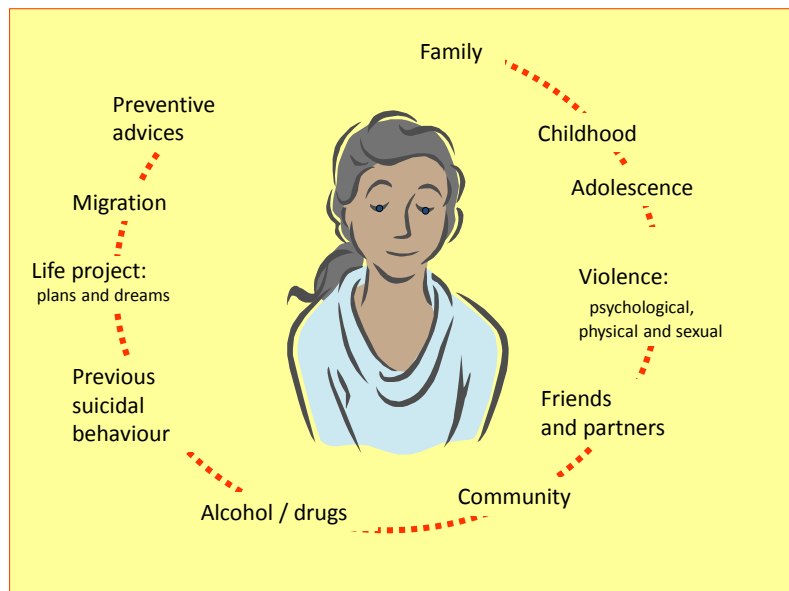 Family
Childhood
Adolescence
Violence:
psychological,
physical and sexual
Friends
and partners
Community
Alcohol / drugs
Previous
suicidal
behaviour
Life project:
plans and dreams
Migration
Preventive
advices